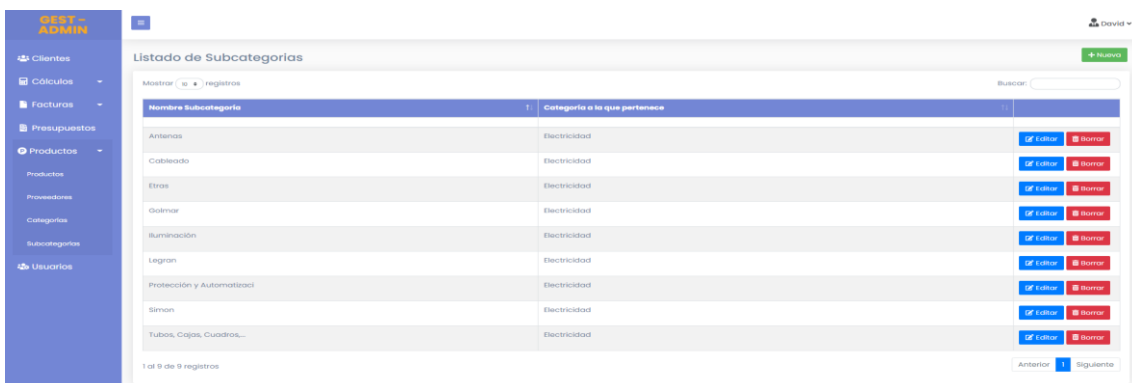 GEST - ADMIN
David
Clientes
Cálculos
Facturas
Presupuestos
Productos
Productos
Proveedores
Categorías
Subcategorías
Usuarios
Listado de Subcategorías
+ Nuevo
Mostrar 10 registros
Buscar:
Nombre Subcategoría Categoría a la que pertenece
Antenas Electricidad Editar Borrar
Cableado Electricidad Editar Borrar
Etras Electricidad Editar Borrar
Golmar Electricidad Editar Borrar
Iluminación Electricidad Editar Borrar
Legran Electricidad Editar Borrar
Protección y Automatizaci Electricidad Editar Borrar
Simon Electricidad Editar Borrar
Tubos, Cajas, Cuadros,... Electricidad Editar Borrar
1 al 9 de 9 registros
Anterior 1 Siguiente